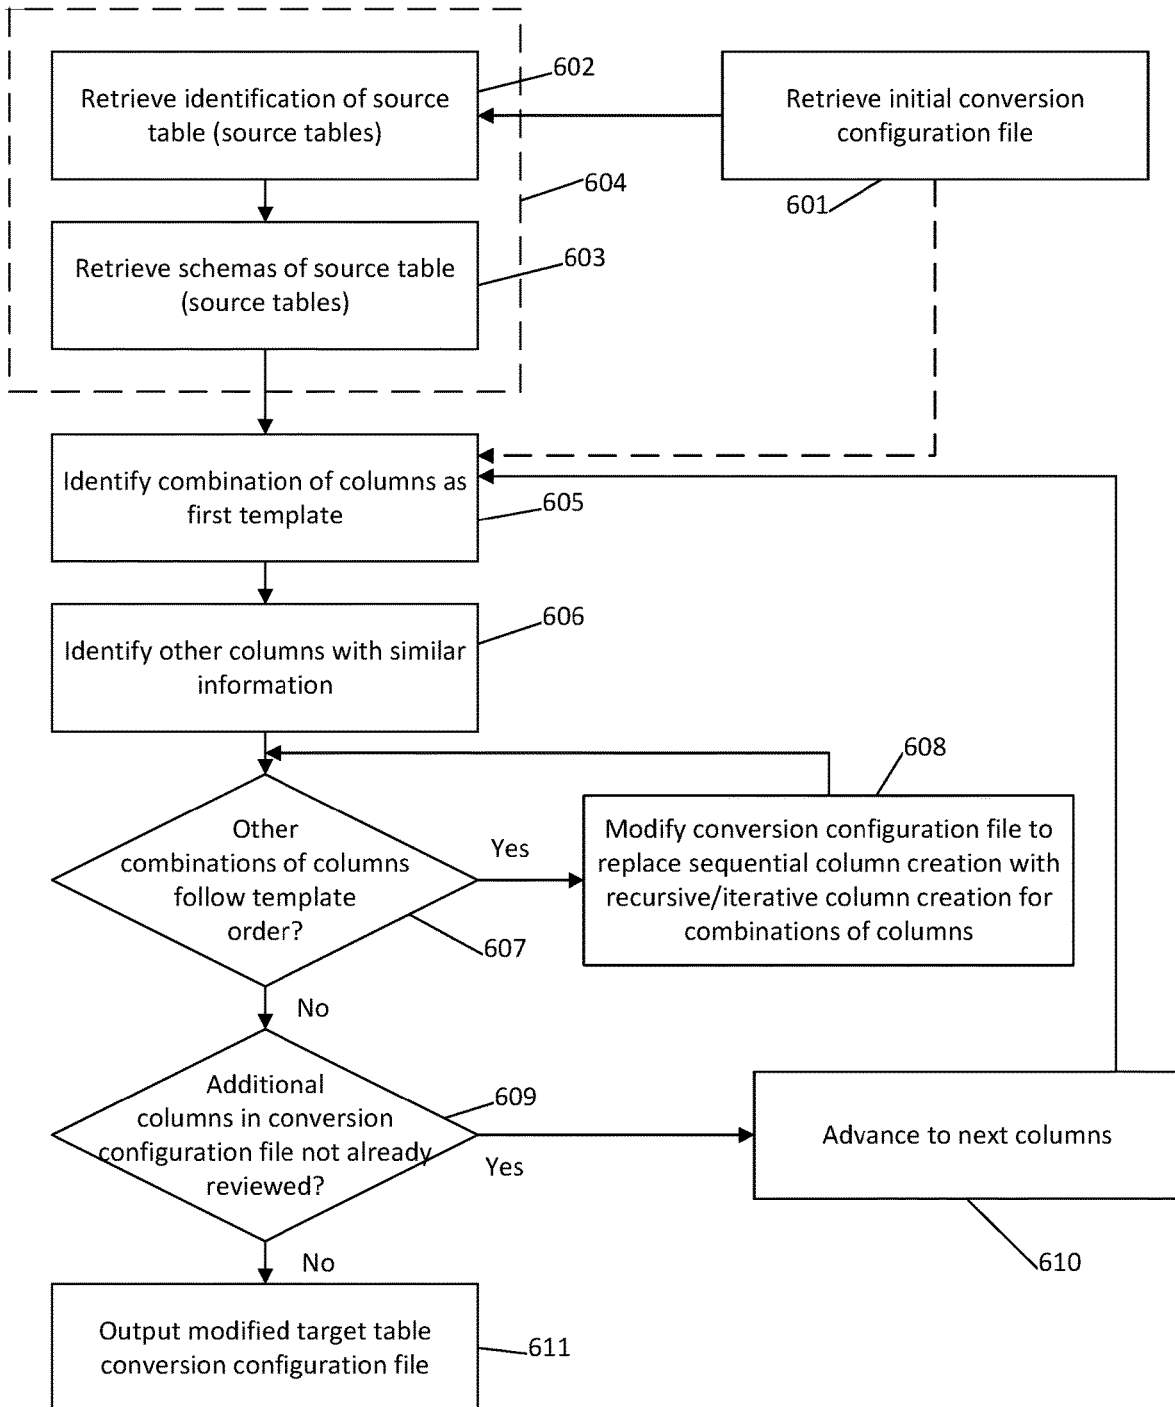 602
Retrieve identification of source
table (source tables)
Retrieve initial conversion
configuration file
604
601
Retrieve schemas of source table
(source tables)
603
Identify combination of columns as
first template
605
Identify other columns with similar
information
606
608
Other
combinations of columns
follow template
order?
Yes
Modify conversion configuration file to
replace sequential column creation with
recursive/iterative column creation for
combinations of columns
607
No
Additional
columns in conversion
configuration file not already
reviewed?
609
Yes
Advance to next columns
610
No
Output modified target table
conversion configuration file
611